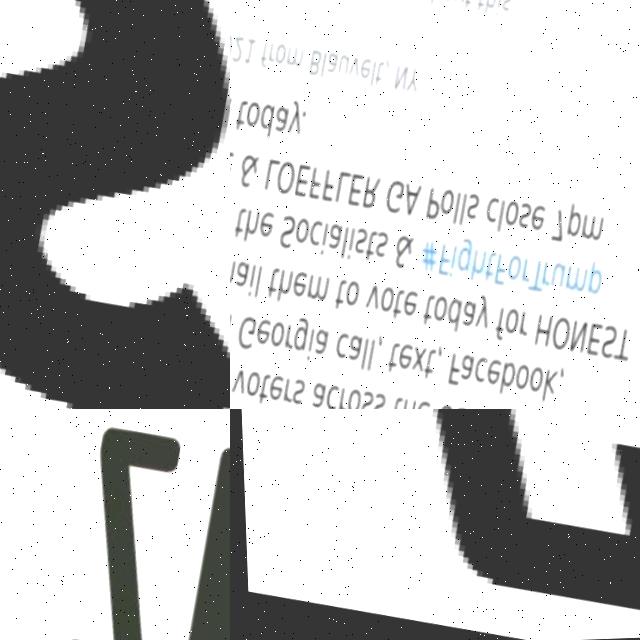 voters across the
Georgia call, text, Facebook,
them to vote today for HONEST
the Socialists & #FightForTrump
& LOEFFLER GA Polls close 7pm
today.
21 from Blauvelt, NY
this